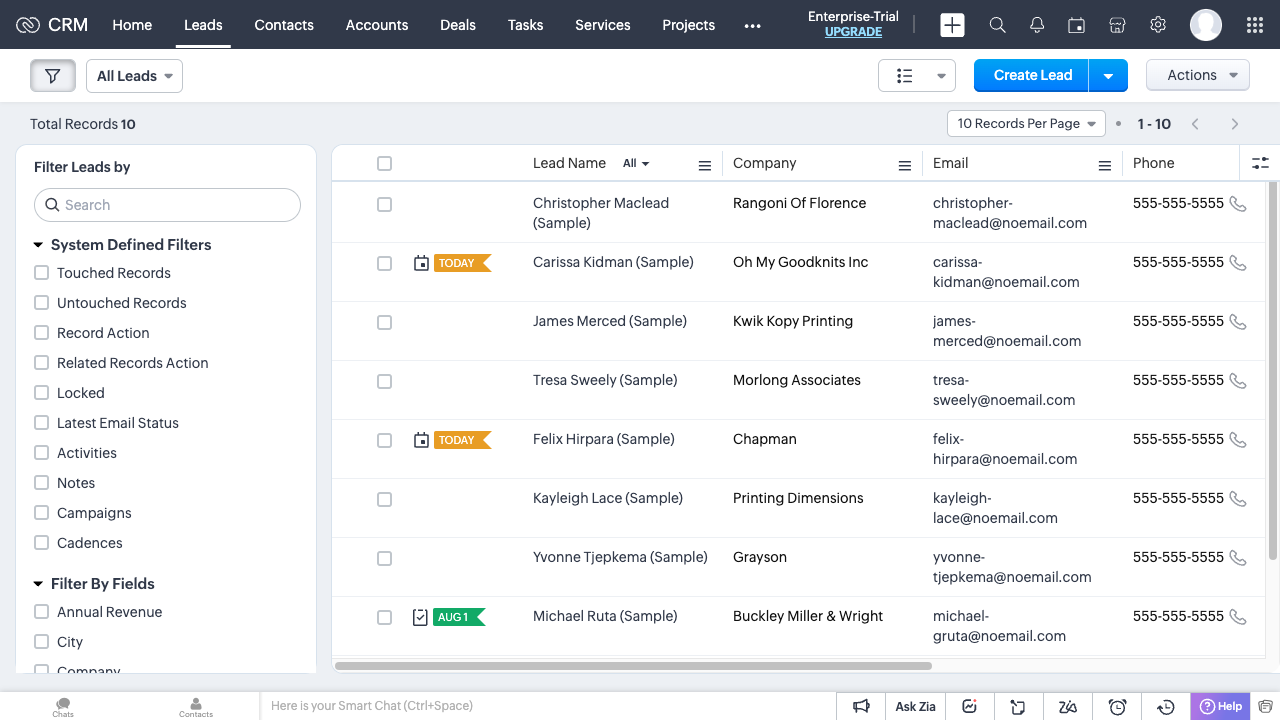 CRM Home Leads Contacts Accounts Deals Tasks Services Projects ••• Enterprise-Trial
UPGRADE
All Leads Create Lead Actions
Total Records 10 10 Records Per Page 1 - 10
Filter Leads by
Search
System Defined Filters
Touched Records
Untouched Records
Record Action
Related Records Action
Locked
Latest Email Status
Activities
Notes
Campaigns
Cadences
Filter By Fields
Annual Revenue
City
Company
Lead Name All Company Email Phone
Christopher Maclead Rangoni Of Florence christopher- 555-555-5555
(Sample) maclead@noemail.com
TODAY Carissa Kidman (Sample) Oh My Goodknits Inc carissa- 555-555-5555
kidman@noemail.com
James Merced (Sample) Kwik Kopy Printing james- 555-555-5555
merced@noemail.com
Tresa Sweely (Sample) Morlong Associates tresa- 555-555-5555
sweely@noemail.com
TODAY Felix Hirpara (Sample) Chapman felix- 555-555-5555
hirpara@noemail.com
Kayleigh Lace (Sample) Printing Dimensions kayleigh- 555-555-5555
lace@noemail.com
Yvonne Tjepkema (Sample) Grayson yvonne- 555-555-5555
tjepkema@noemail.com
AUG 1 Michael Ruta (Sample) Buckley Miller & Wright michael- 555-555-5555
gruta@noemail.com
Chats Contacts Here is your Smart Chat (Ctrl+Space) Ask Zia Help